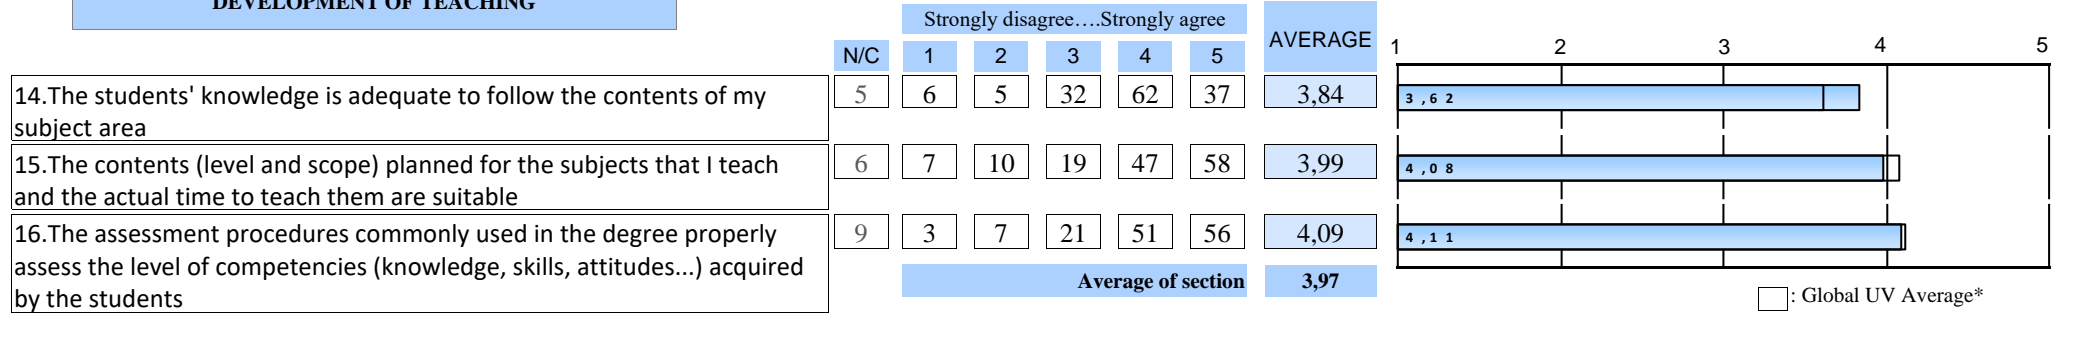 DEVELOPMENT OF TEACHING
Strongly disagree….Strongly agree
AVERAGE
N/C 1 2 3 4 5
1 2 3 4 5
14.The students' knowledge is adequate to follow the contents of my
subject area
5 6 5 32 62 37 3,84
3,62
15.The contents (level and scope) planned for the subjects that I teach
and the actual time to teach them are suitable
6 7 10 19 47 58 3,99
4,08
16.The assessment procedures commonly used in the degree properly
assess the level of competencies (knowledge, skills, attitudes...) acquired
by the students
9 3 7 21 51 56 4,09
4,11
Average of section 3,97
: Global UV Average*